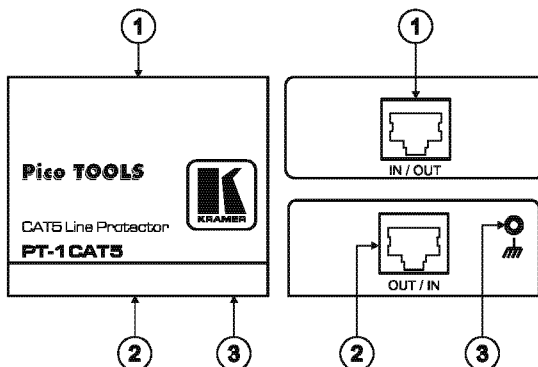 1
1
Pico TOOLS
KRAMER
CAT5 Line Protector
PT-1CAT5
IN / OUT
OUT / IN
2
3
2
3